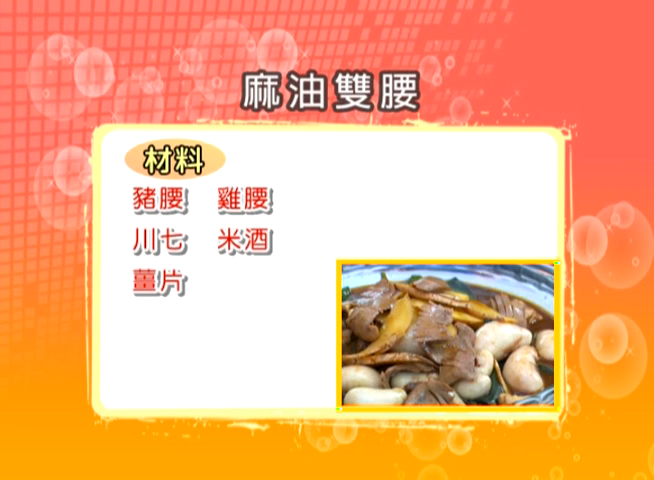 麻油雙腰
材料
豬腰 雞腰
川七 米酒
薑片